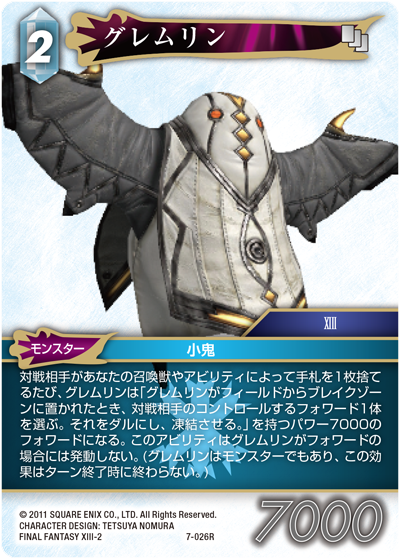 2 グレムリン
XIII
モンスター 小鬼
対戦相手があなたの召喚獣やアビリティによって手札を1枚捨て
るたび、グレムリンは「グレムリンがフィールドからブレイクゾー
ンに置かれたとき、対戦相手のコントロールするフォワード1体
を選ぶ。それをダルにし、凍結させる。」を持つパワー7000の
フォワードになる。このアビリティはグレムリンがフォワードの
場合には発動しない。(グレムリンはモンスターでもあり、この効
果はターン終了時に終わらない。)
© 2011 SQUARE ENIX CO., LTD. All Rights Reserved.
CHARACTER DESIGN: TETSUYA NOMURA
FINAL FANTASY XIII-2 7-026R
7000